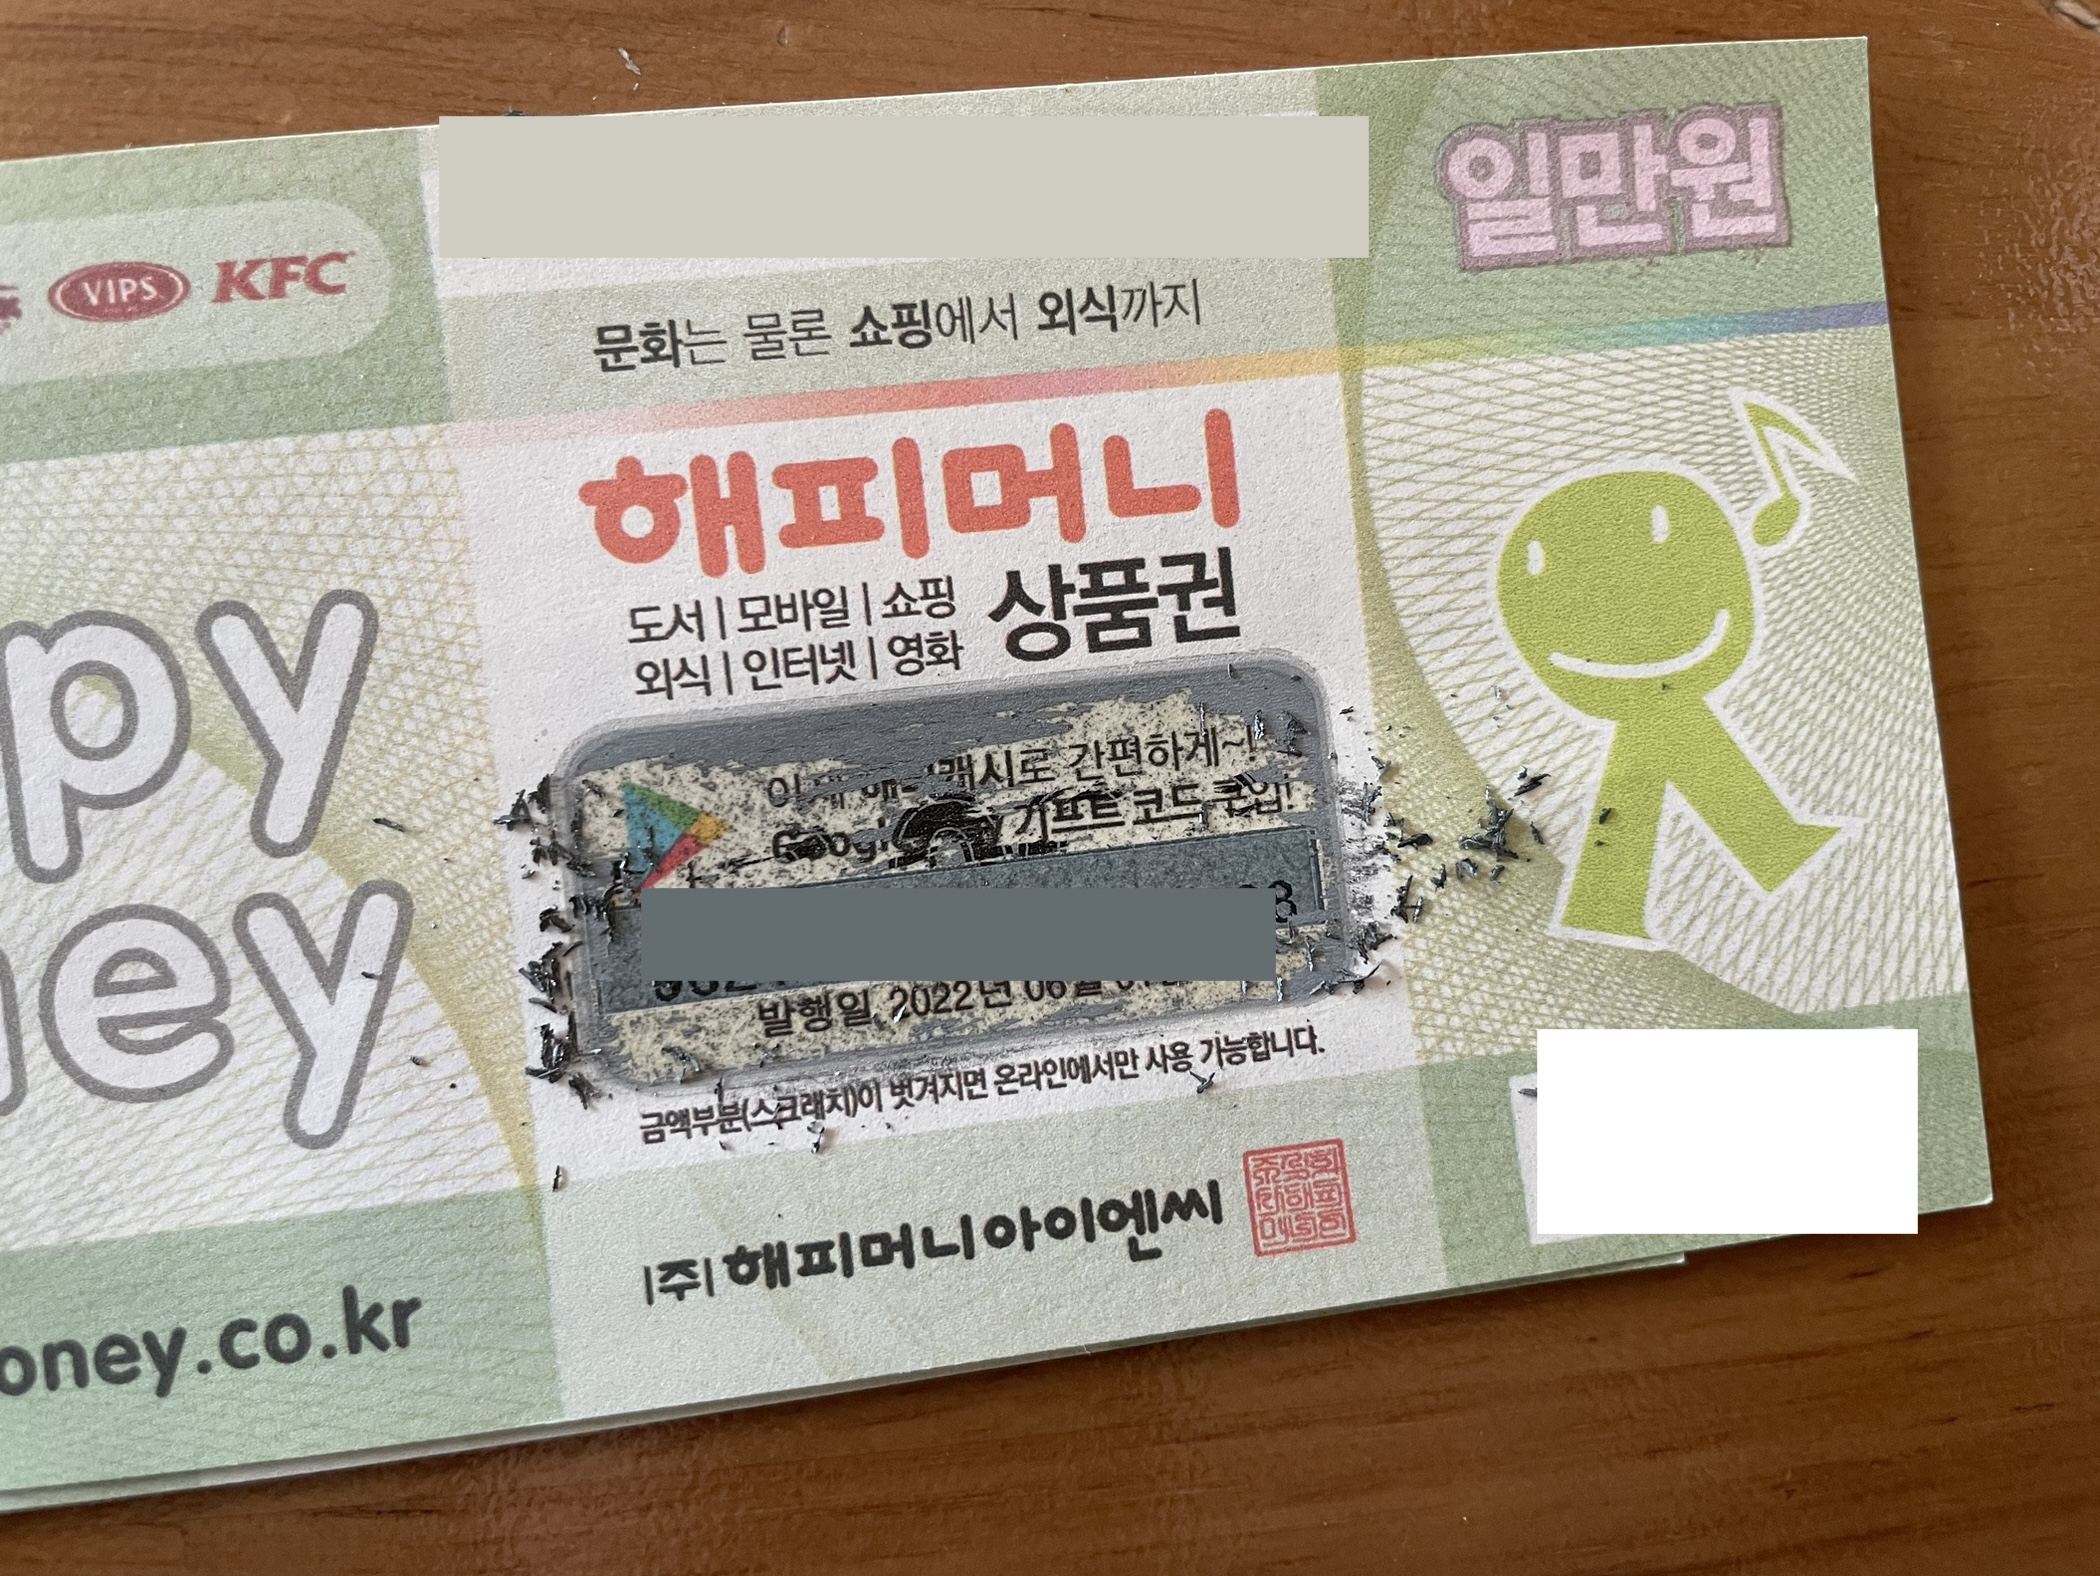 일만원
VIPS KFC
문화는 물론 쇼핑에서 외식까지
해피머니
도서 | 모바일 | 쇼핑
외식 | 인터넷 | 영화
상품권
py
ey
캐시로 간편하게~!
기프트 코드 구입!
발행일 2022년 06월
금액부분(스크래치)이 벗겨지면 온라인에서만 사용 가능합니다.
|주| 해피머니아이엔씨
oney.co.kr